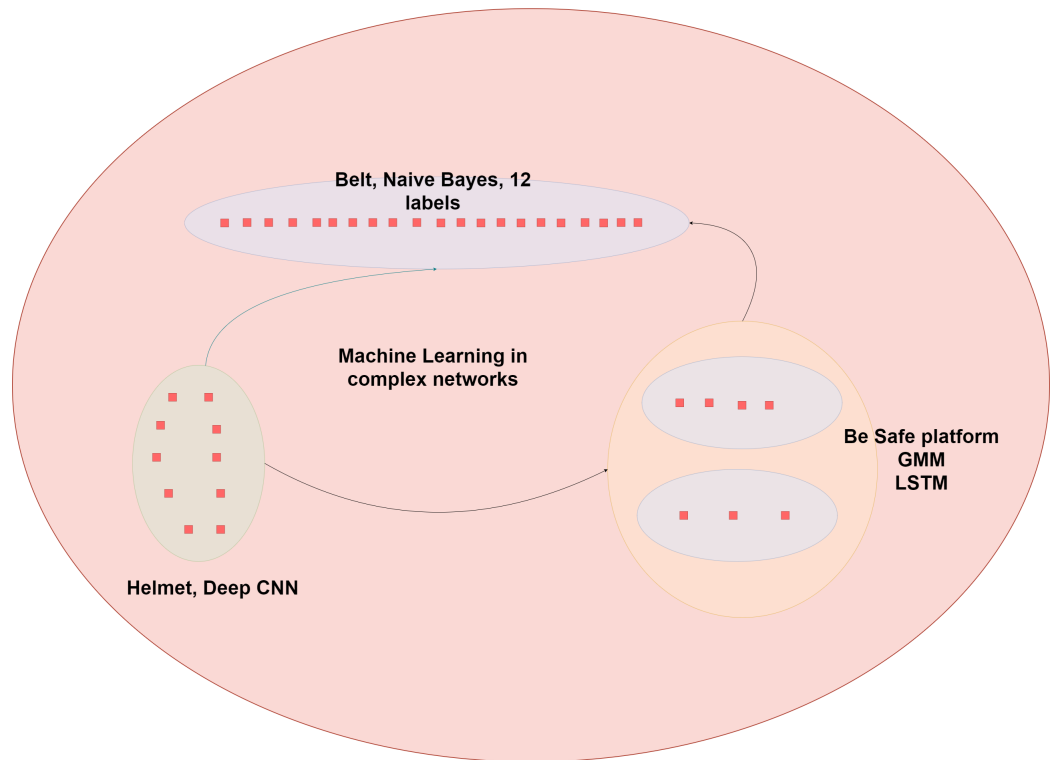 Belt, Naive Bayes, 12
labels
Machine Learning in
complex networks
Be Safe platform
GMM
LSTM
Helmet, Deep CNN